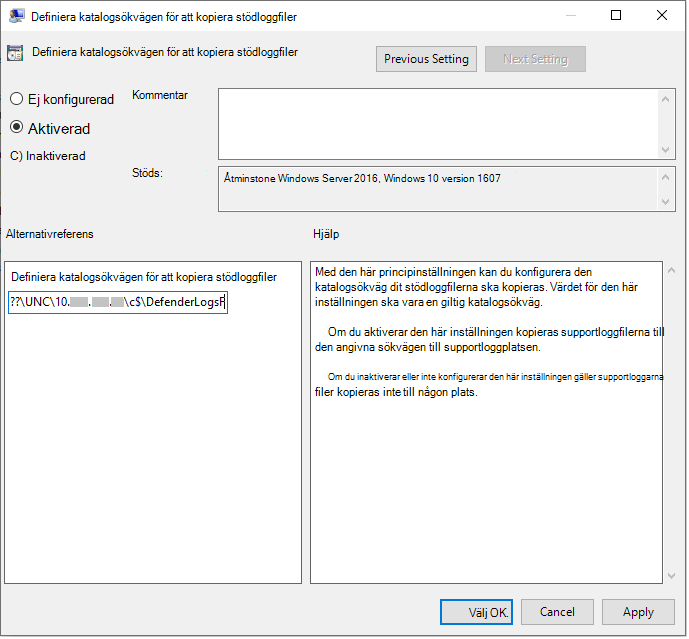 Definiera katalogsökvägen för att kopiera stödloggfiler
Definiera katalogsökvägen för att kopiera stödloggfiler
Previous Setting
Next Setting
Ej konfigurerad
Kommentar
Aktiverad
C) Inaktiverad
Stöds:
Åtminstone Windows Server 2016, Windows 10 version 1607
Alternativreferens
Hjälp
Definiera katalogsökvägen för att kopiera stödloggfiler
??\UNC\10. . . \c$\DefenderLogsF
Med den här principinställningen kan du konfigurera den
katalogsökväg dit stödloggfilerna ska kopieras. Värdet för den här
inställningen ska vara en giltig katalogsökväg.
Om du aktiverar den här inställningen kopieras supportloggfilerna till
den angivna sökvägen till supportloggplatsen.
Om du inaktiverar eller inte konfigurerar den här inställningen gäller supportloggarna
filer kopieras inte till någon plats.
Välj OK.
Cancel
Apply